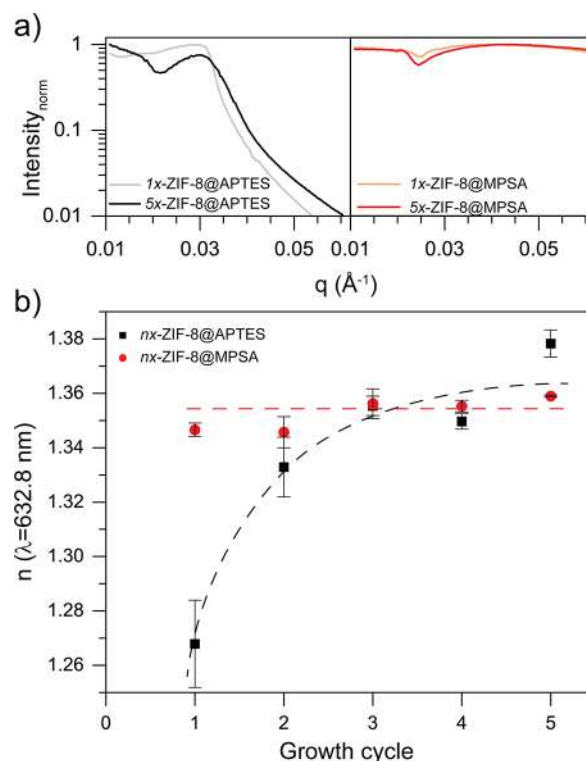 a)
1
0.1
0.01
Intensity_norm
1x-ZIF-8@APTES
5x-ZIF-8@APTES
1x-ZIF-8@MPSA
5x-ZIF-8@MPSA
0.01 0.03 0.05 0.01 0.03 0.05
q (Å⁻¹)
b)
nx-ZIF-8@APTES
nx-ZIF-8@MPSA
1.38
1.36
1.34
1.32
1.30
1.28
1.26
n (λ=632.8 nm)
0 1 2 3 4 5
Growth cycle